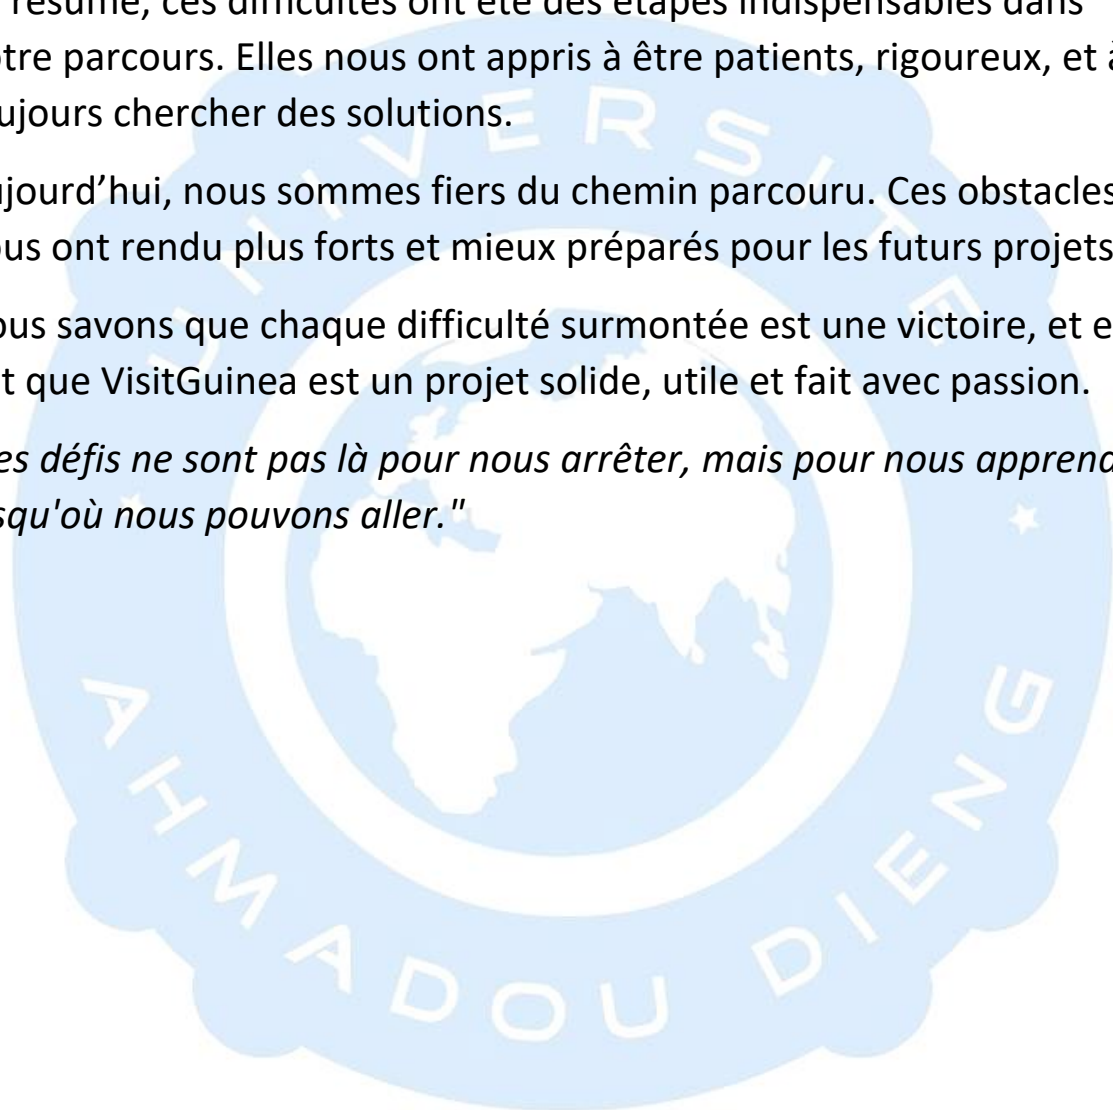 résumé, ces difficultés ont été des étapes indispensables dans
otre parcours. Elles nous ont appris à être patients, rigoureux, et à
ujours chercher des solutions.
ujourd’hui, nous sommes fiers du chemin parcouru. Ces obstacles
ous ont rendu plus forts et mieux préparés pour les futurs projets
ous savons que chaque difficulté surmontée est une victoire, et e
t que VisitGuinea est un projet solide, utile et fait avec passion.
es défis ne sont pas là pour nous arrêter, mais pour nous apprend
squ'où nous pouvons aller."
UNIVERSITE
AHMADOU DIENG